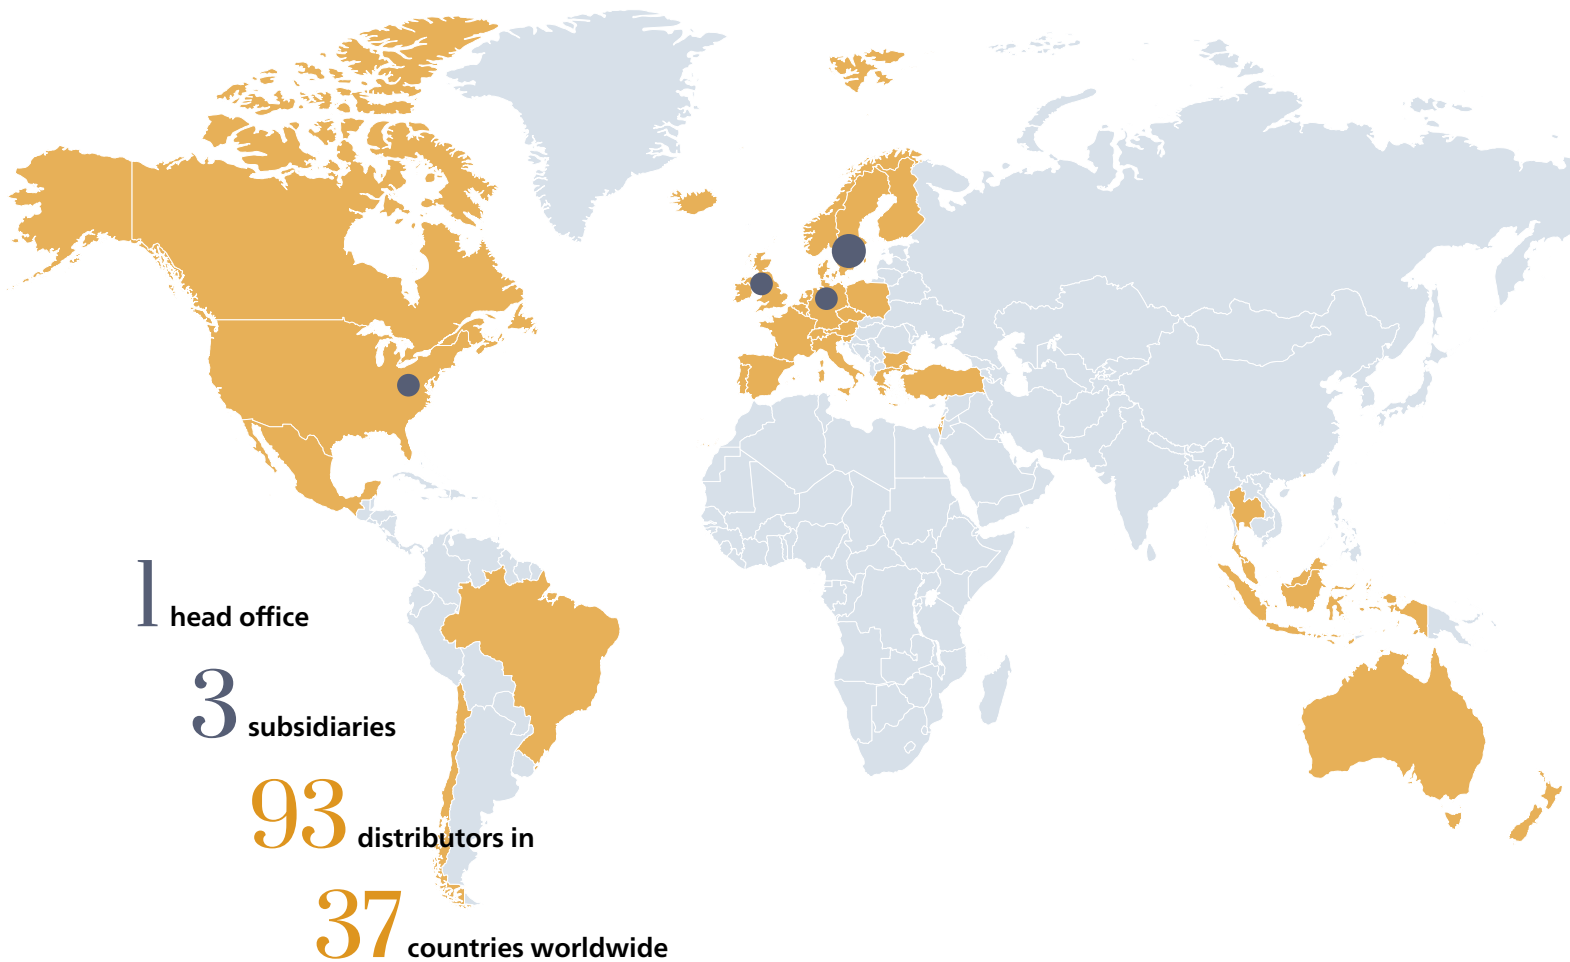 1 head office
3 subsidiaries
93 distributors in
37 countries worldwide